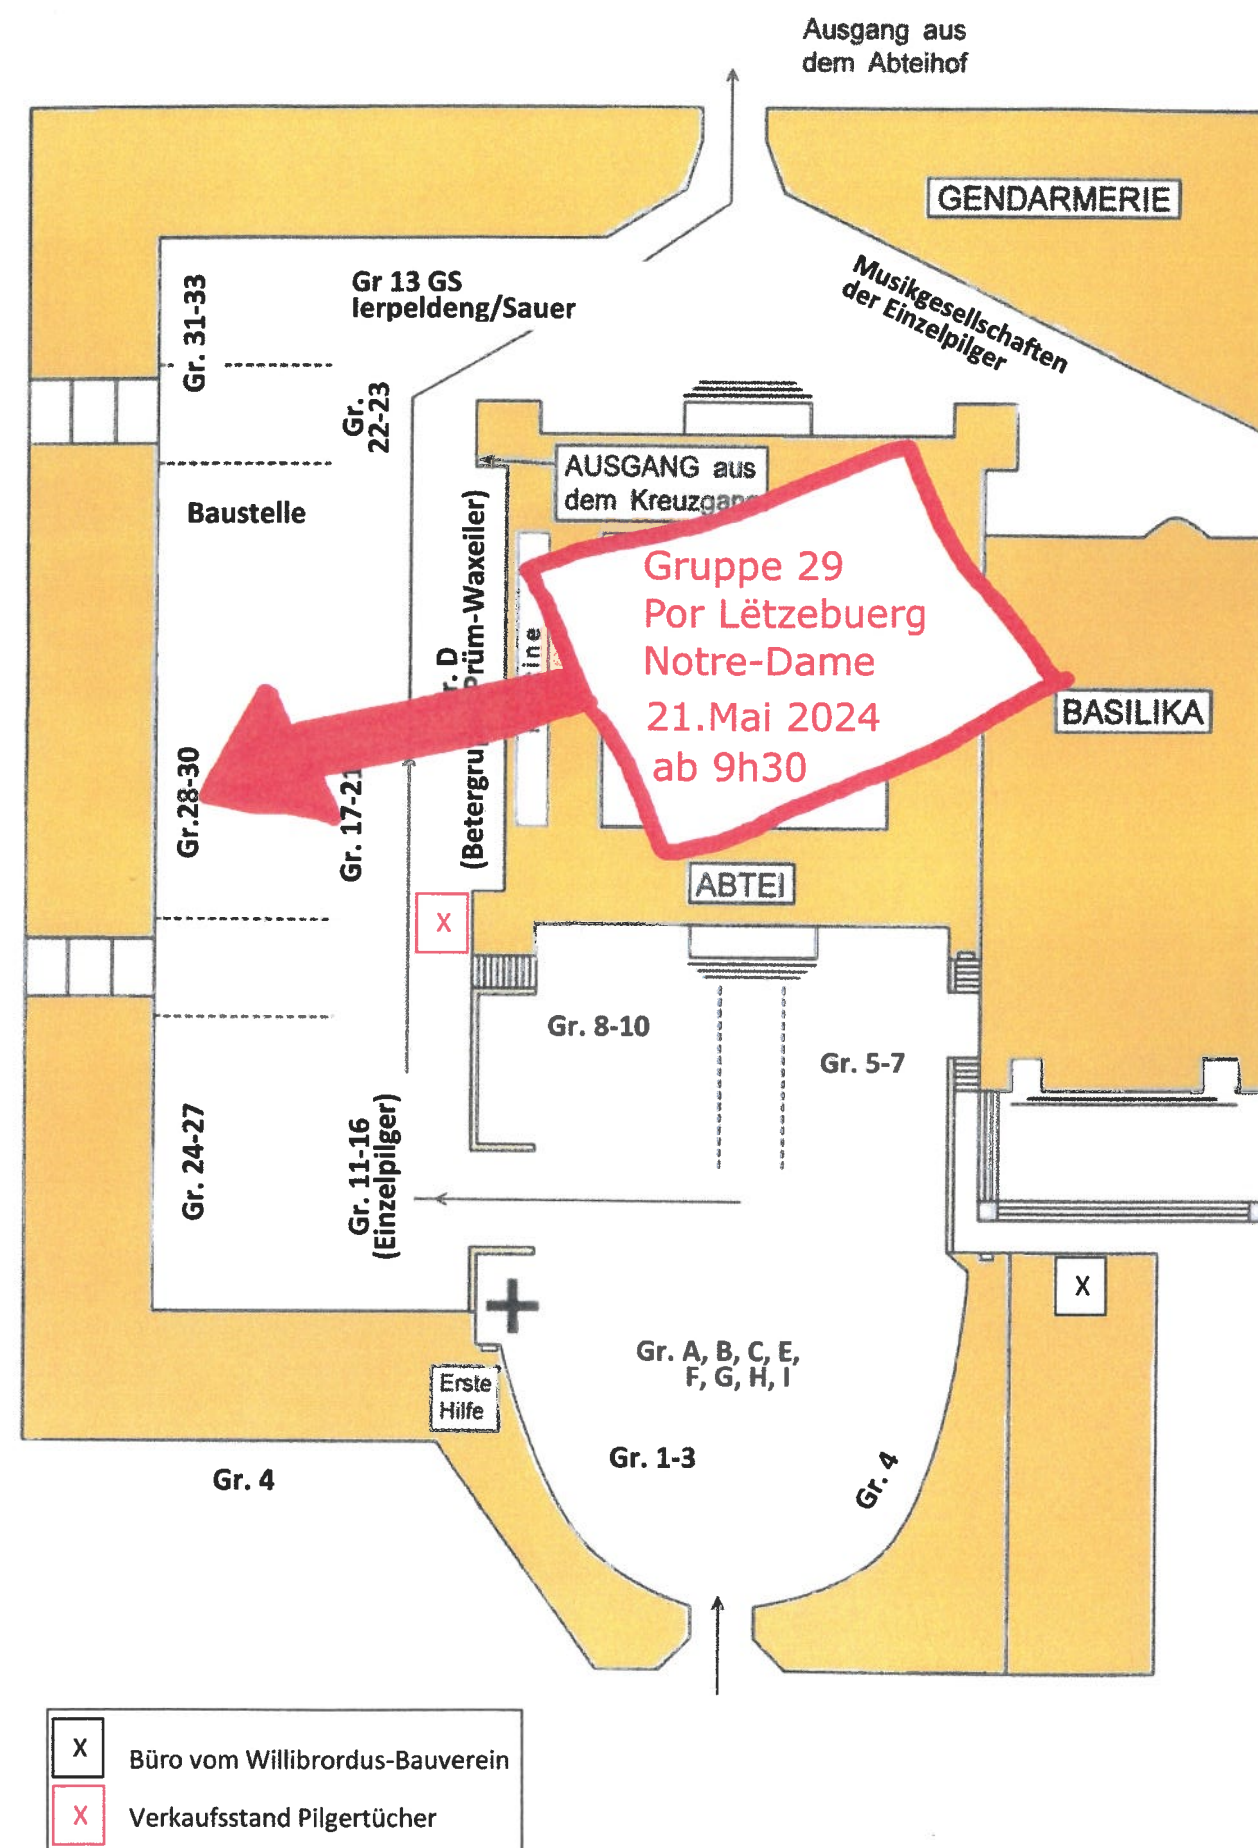 Ausgang aus
dem Abteihof
GENDARMERIE
Musikgesellschaften
der Einzelpilger
Gr 13 GS
Ierpeldeng/Sauer
Gr. 31-33
Gr.
22-23
AUSGANG aus
dem Kreuzgang
Baustelle
Gruppe 29
Por Lëtzebuerg
Notre-Dame
21.Mai 2024
ab 9h30
BASILIKA
Gr.28-30
Gr. 17-21
r. D
(Betergru Prüm-Waxeiler)
ine
ABTEI
X
Gr. 8-10
Gr. 5-7
Gr. 24-27
Gr. 11-16
(Einzelpilger)
X
Gr. A, B, C, E,
F, G, H, I
Erste
Hilfe
Gr. 1-3
Gr. 4
Gr. 4
X Büro vom Willibrordus-Bauverein
X Verkaufsstand Pilgertücher